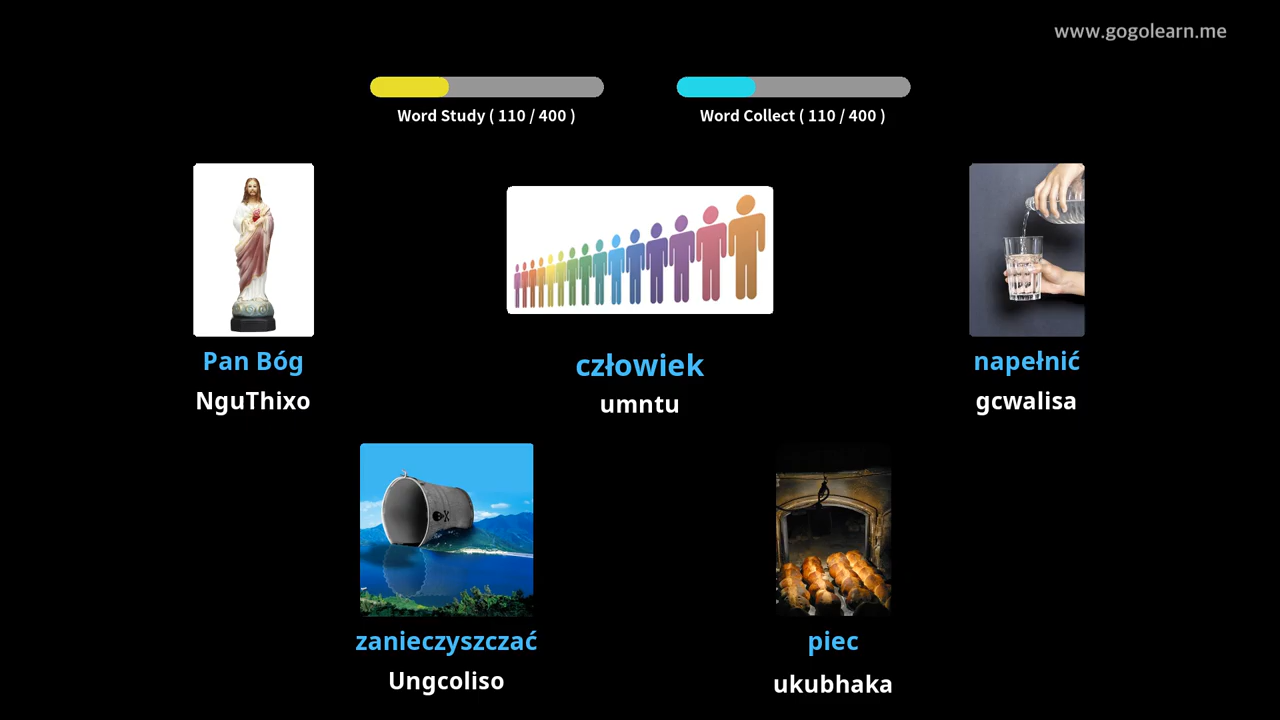 www.gogolearn.me
Word Study ( 110 / 400 )
Word Collect ( 110 / 400 )
Pan Bóg
NguThixo
człowiek
umntu
napełnić
gcwalisa
zanieczyszczać
Ungcoliso
piec
ukubhaka